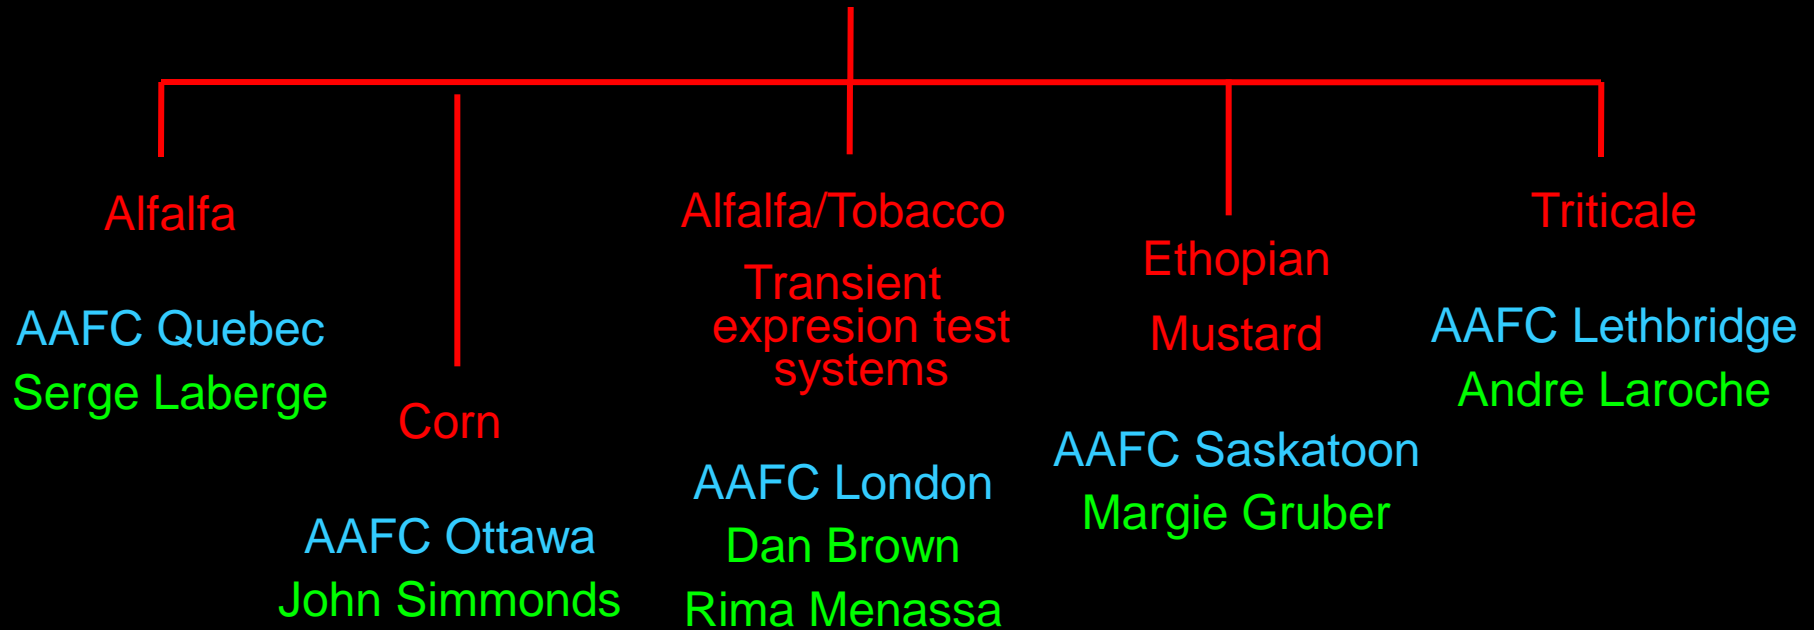 Alfalfa
AAFC Quebec
Serge Laberge
Corn
AAFC Ottawa
John Simmonds
Alfalfa/Tobacco
Transient
expresion test
systems
AAFC London
Dan Brown
Rima Menassa
Ethopian
Mustard
AAFC Saskatoon
Margie Gruber
Triticale
AAFC Lethbridge
Andre Laroche